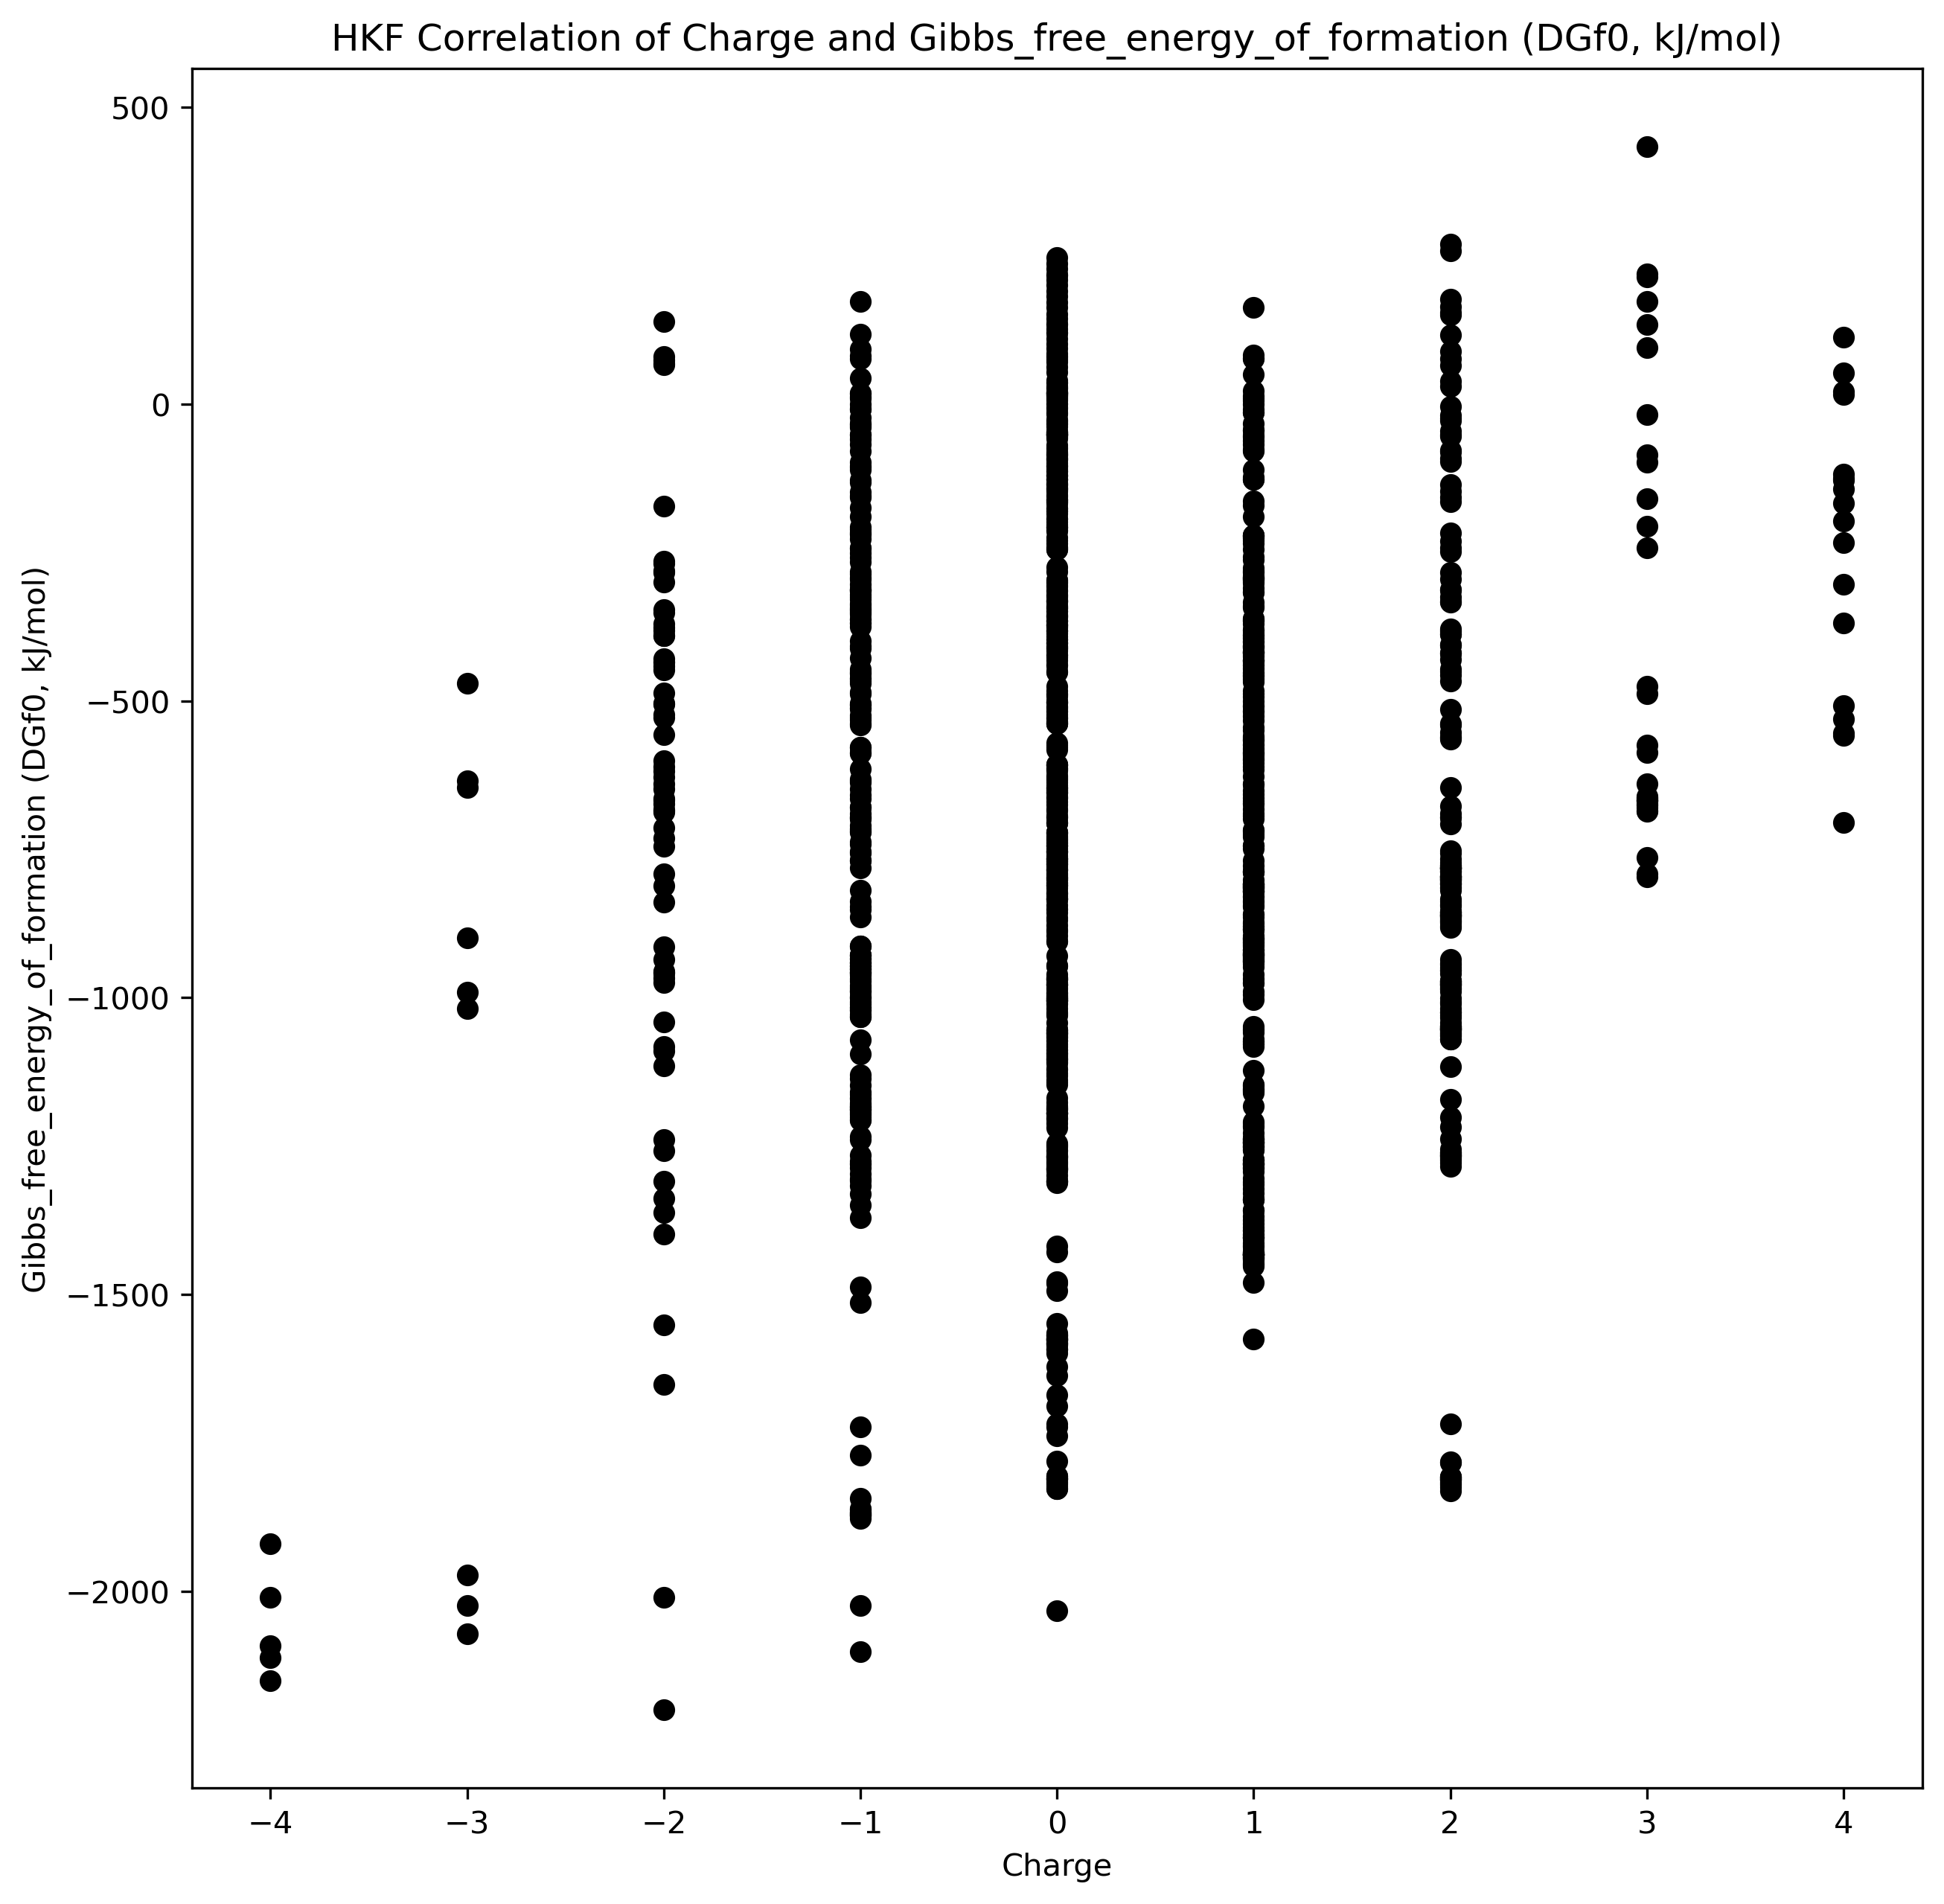 HKF Correlation of Charge and Gibbs_free_energy_of_formation (DGf0, kJ/mol)
Gibbs_free_energy_of_formation (DGf0, kJ/mol)
500
0
−500
−1000
−1500
−2000
−4 −3 −2 −1 0 1 2 3 4
Charge